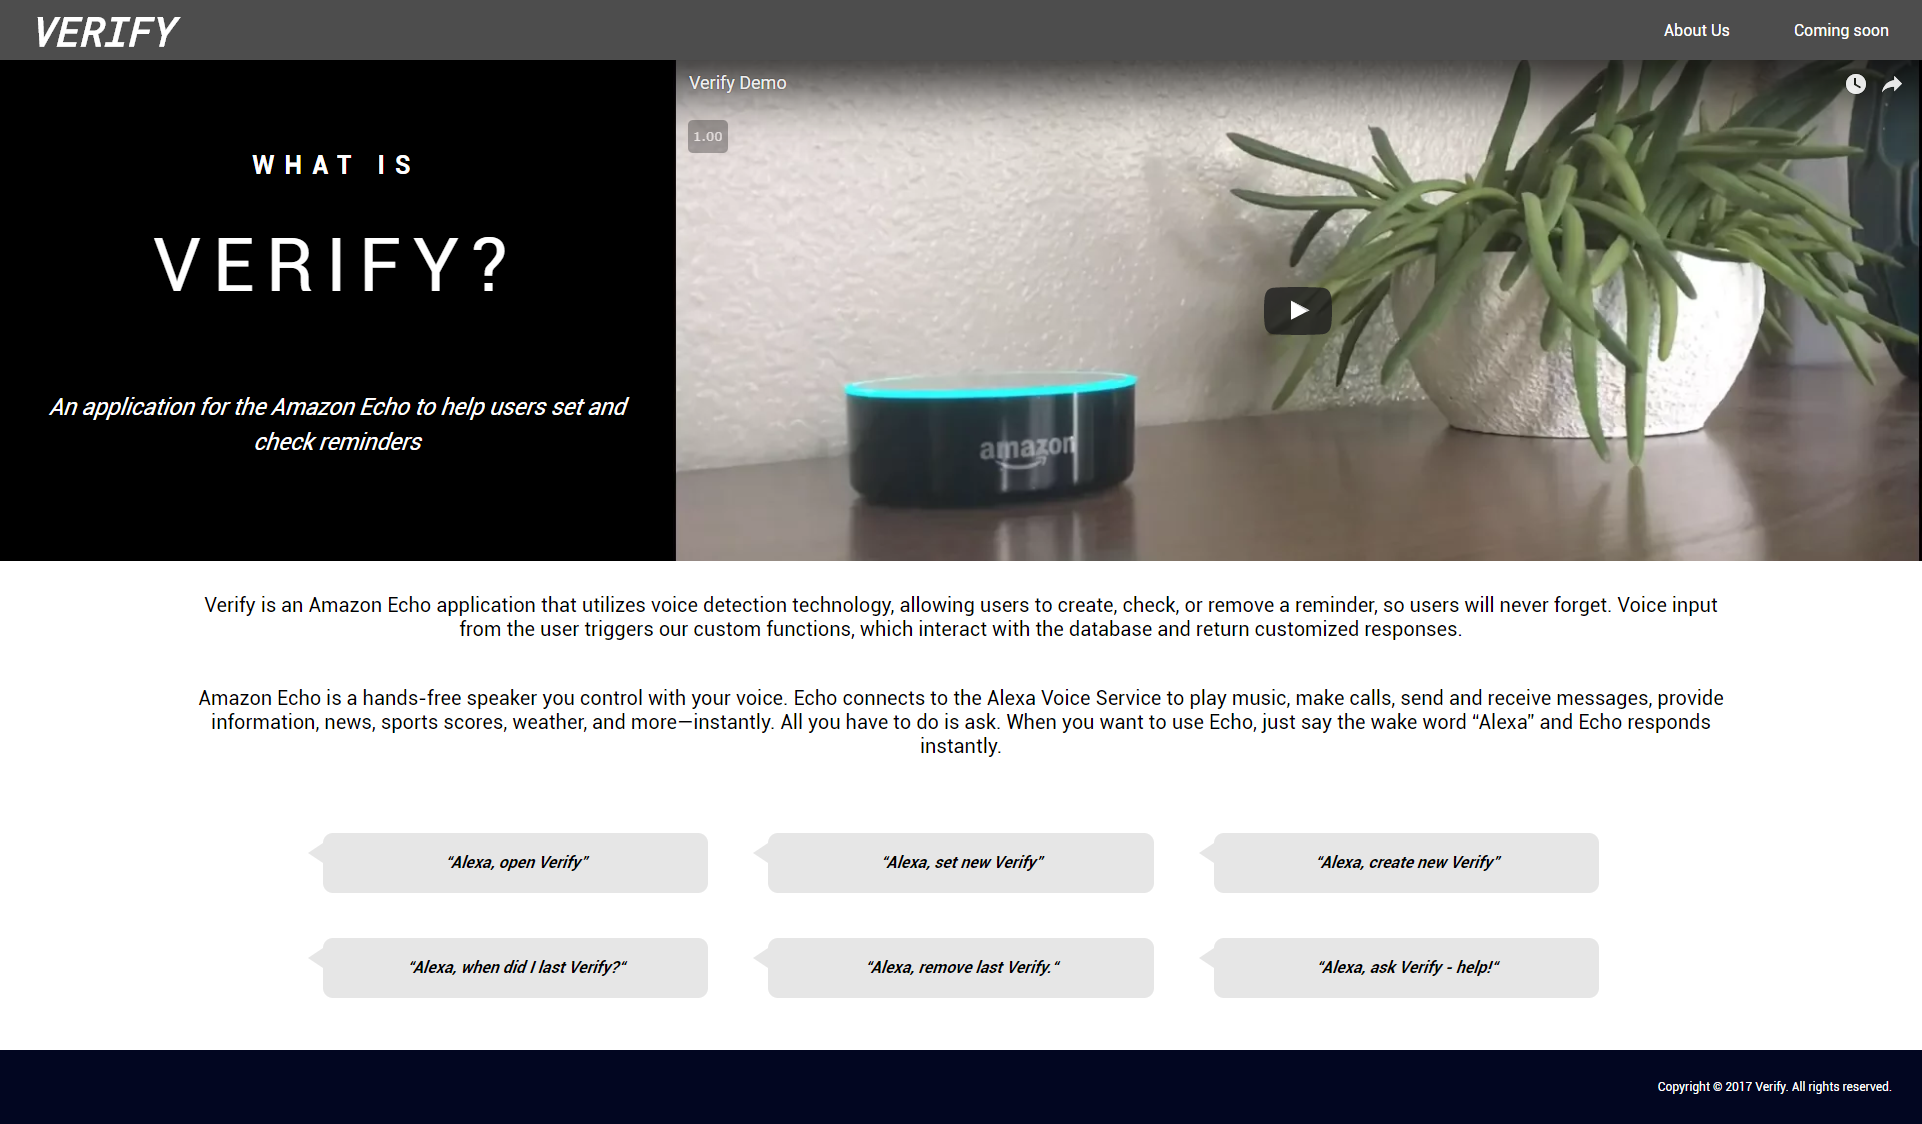 VERIFY
About Us
Coming soon
WHAT IS
VERIFY?
An application for the Amazon Echo to help users set and
check reminders
Verify Demo
1.00
amazon
Verify is an Amazon Echo application that utilizes voice detection technology, allowing users to create, check, or remove a reminder, so users will never forget. Voice input
from the user triggers our custom functions, which interact with the database and return customized responses.
Amazon Echo is a hands-free speaker you control with your voice. Echo connects to the Alexa Voice Service to play music, make calls, send and receive messages, provide
information, news, sports scores, weather, and more—instantly. All you have to do is ask. When you want to use Echo, just say the wake word “Alexa” and Echo responds
instantly.
“Alexa, open Verify”
“Alexa, set new Verify”
“Alexa, create new Verify”
“Alexa, when did I last Verify?“
“Alexa, remove last Verify.“
“Alexa, ask Verify - help!“
Copyright © 2017 Verify. All rights reserved.